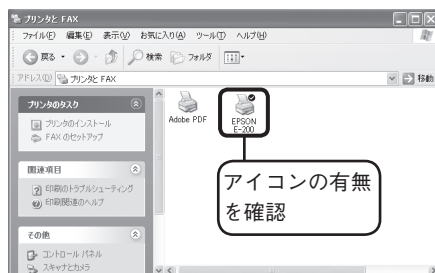 プリンタと FAX
ファイル(F) 編集(E) 表示(V) お気に入り(A) ツール(T) ヘルプ(H)
戻る 検索 フォルダ
アドレス(D) プリンタと FAX 移動
プリンタのタスク
プリンタのインストール
FAX のセットアップ
関連項目
印刷のトラブルシューティング
印刷関連のヘルプ
その他
コントロール パネル
スキャナとカメラ
Adobe PDF
EPSON
E-200
アイコンの有無
を確認